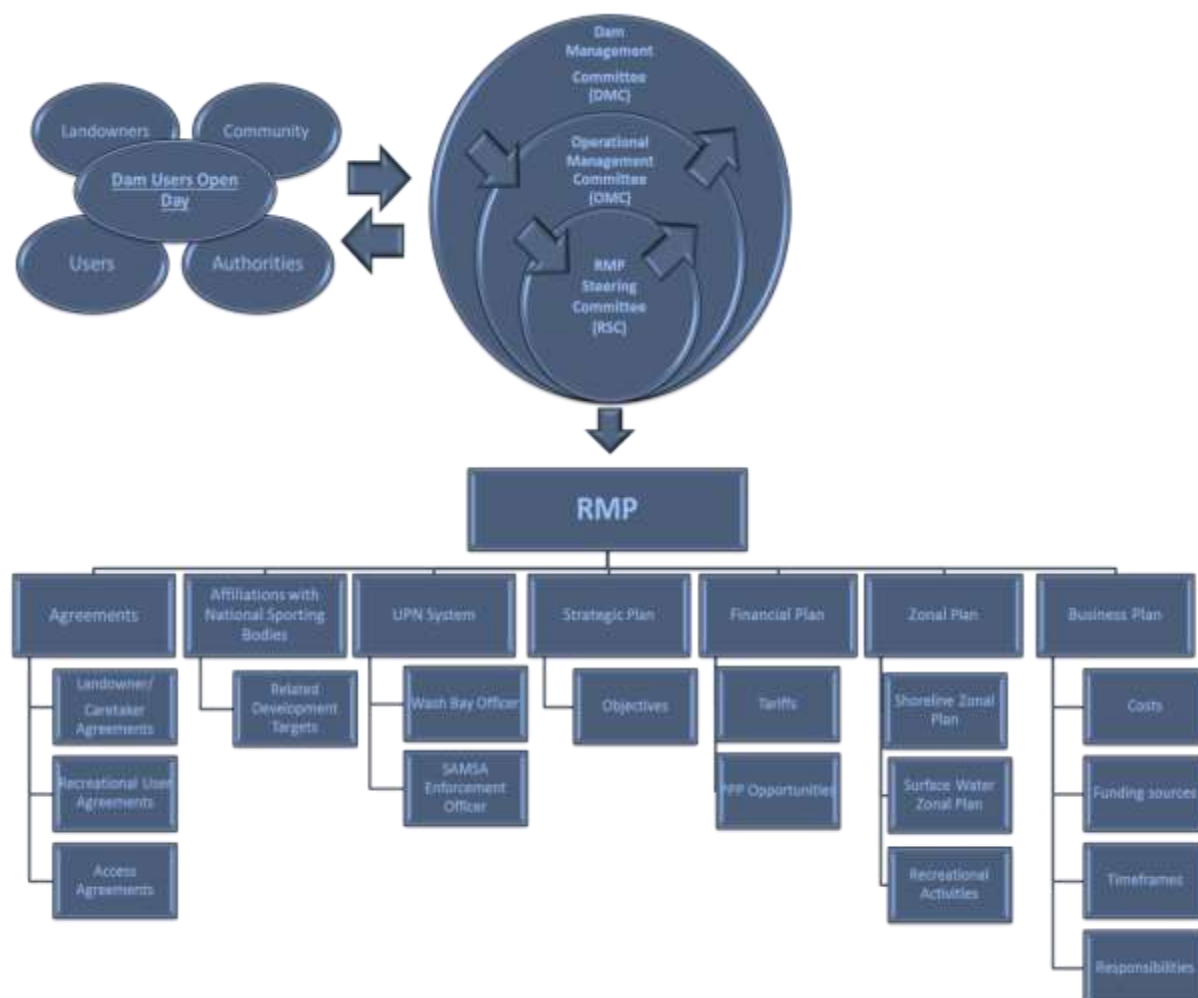 Dam
Management
Committee
(DMC)
Landowners
Community
Dam Users Open
Day
Users
Authorities
Operational
Management
Committee
(OMC)
RMP
Steering
Committee
(RSC)
RMP
Agreements
Affiliations with
National Sporting
Bodies
UPN System
Strategic Plan
Financial Plan
Zonal Plan
Business Plan
Landowner/
Caretaker
Agreements
Recreational User
Agreements
Access
Agreements
Related
Development
Targets
Wash Bay Officer
SAMSA
Enforcement
Officer
Objectives
Tariffs
PPP Opportunities
Shoreline Zonal
Plan
Surface Water
Zonal Plan
Recreational
Activities
Costs
Funding sources
Timeframes
Responsibilities